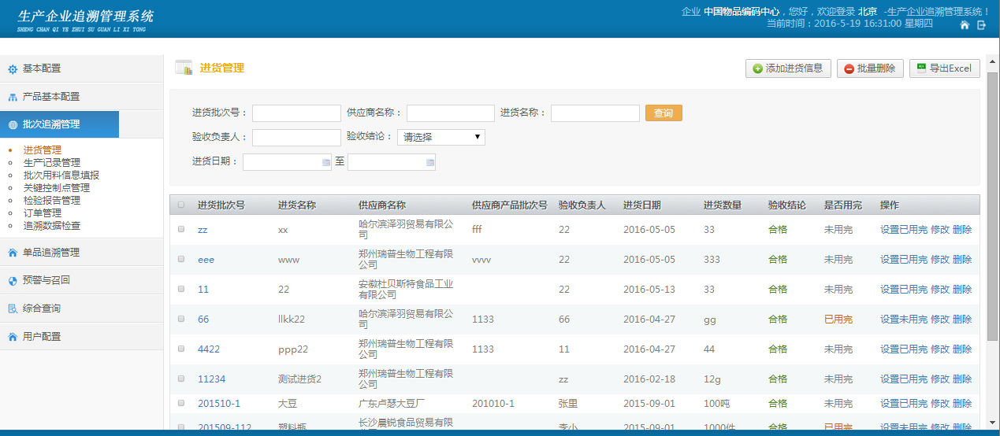 生产企业追溯管理系统
SHENG CHAN QI YE ZHUI SU GUAN LI XI TONG
企业 中国物品编码中心，您好，欢迎登录 北京 -生产企业追溯管理系统！
当前时间：2016-5-19 16:31:00 星期四
基本配置
产品基本配置
批次追溯管理
进货管理
生产记录管理
批次用料信息填报
关键控制点管理
检验报告管理
订单管理
追溯数据检查
单品追溯管理
预警与召回
综合查询
用户配置
进货管理
添加进货信息 批量删除 导出Excel
进货批次号： 供应商名称： 进货名称： 查询
验收负责人： 验收结论： 请选择
进货日期： 至
进货批次号 进货名称 供应商名称 供应商产品批次号 验收负责人 进货日期 进货数量 验收结论 是否用完 操作
zz xx 哈尔滨泽羽贸易有限公司 fff 22 2016-05-05 33 合格 未用完 设置已用完 修改 删除
eee www 郑州瑞普生物工程有限公司 vvvv 22 2016-05-05 333 合格 未用完 设置已用完 修改 删除
11 22 安徽杜贝斯特食品工业有限公司 22 2016-05-13 33 合格 未用完 设置已用完 修改 删除
66 llkk22 哈尔滨泽羽贸易有限公司 1133 66 2016-04-27 gg 合格 已用完 设置未用完 修改 删除
4422 ppp22 郑州瑞普生物工程有限公司 1133 11 2016-04-27 44 合格 未用完 设置已用完 修改 删除
11234 测试进货2 郑州瑞普生物工程有限公司 zz 2016-02-18 12g 合格 未用完 设置已用完 修改 删除
201510-1 大豆 广东卢瑟大豆厂 201010-1 张里 2015-09-01 100吨 合格 未用完 设置已用完 修改 删除
201509-112 塑料瓶 长沙晨锐食品贸易有限 李小 2015-09-01 1000件 合格 已用完 设置未用完 修改 删除